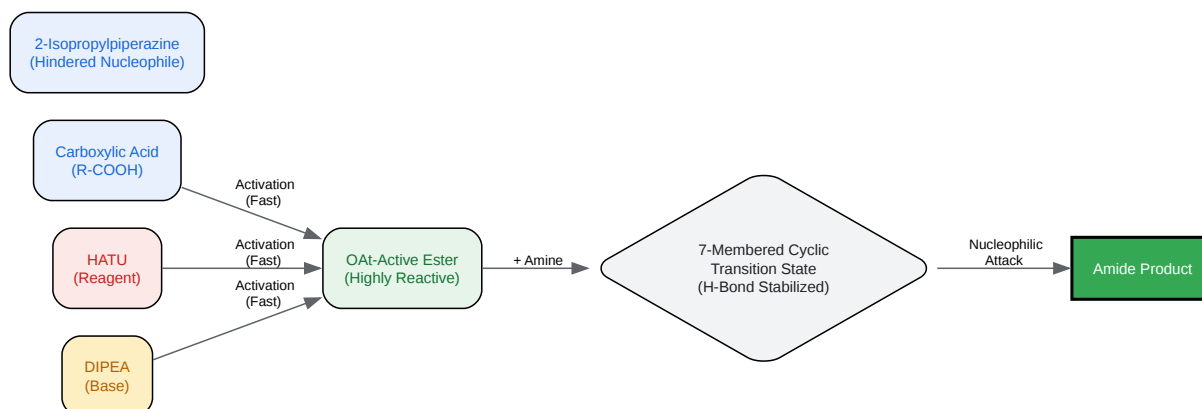 2-Isopropylpiperazine
(Hindered Nucleophile)
Carboxylic Acid
(R-COOH)
HATU
(Reagent)
DIPEA
(Base)
Activation
(Fast)
Activation
(Fast)
Activation
(Fast)
OAt-Active Ester
(Highly Reactive)
+ Amine
7-Membered Cyclic
Transition State
(H-Bond Stabilized)
Nucleophilic
Attack
Amide Product